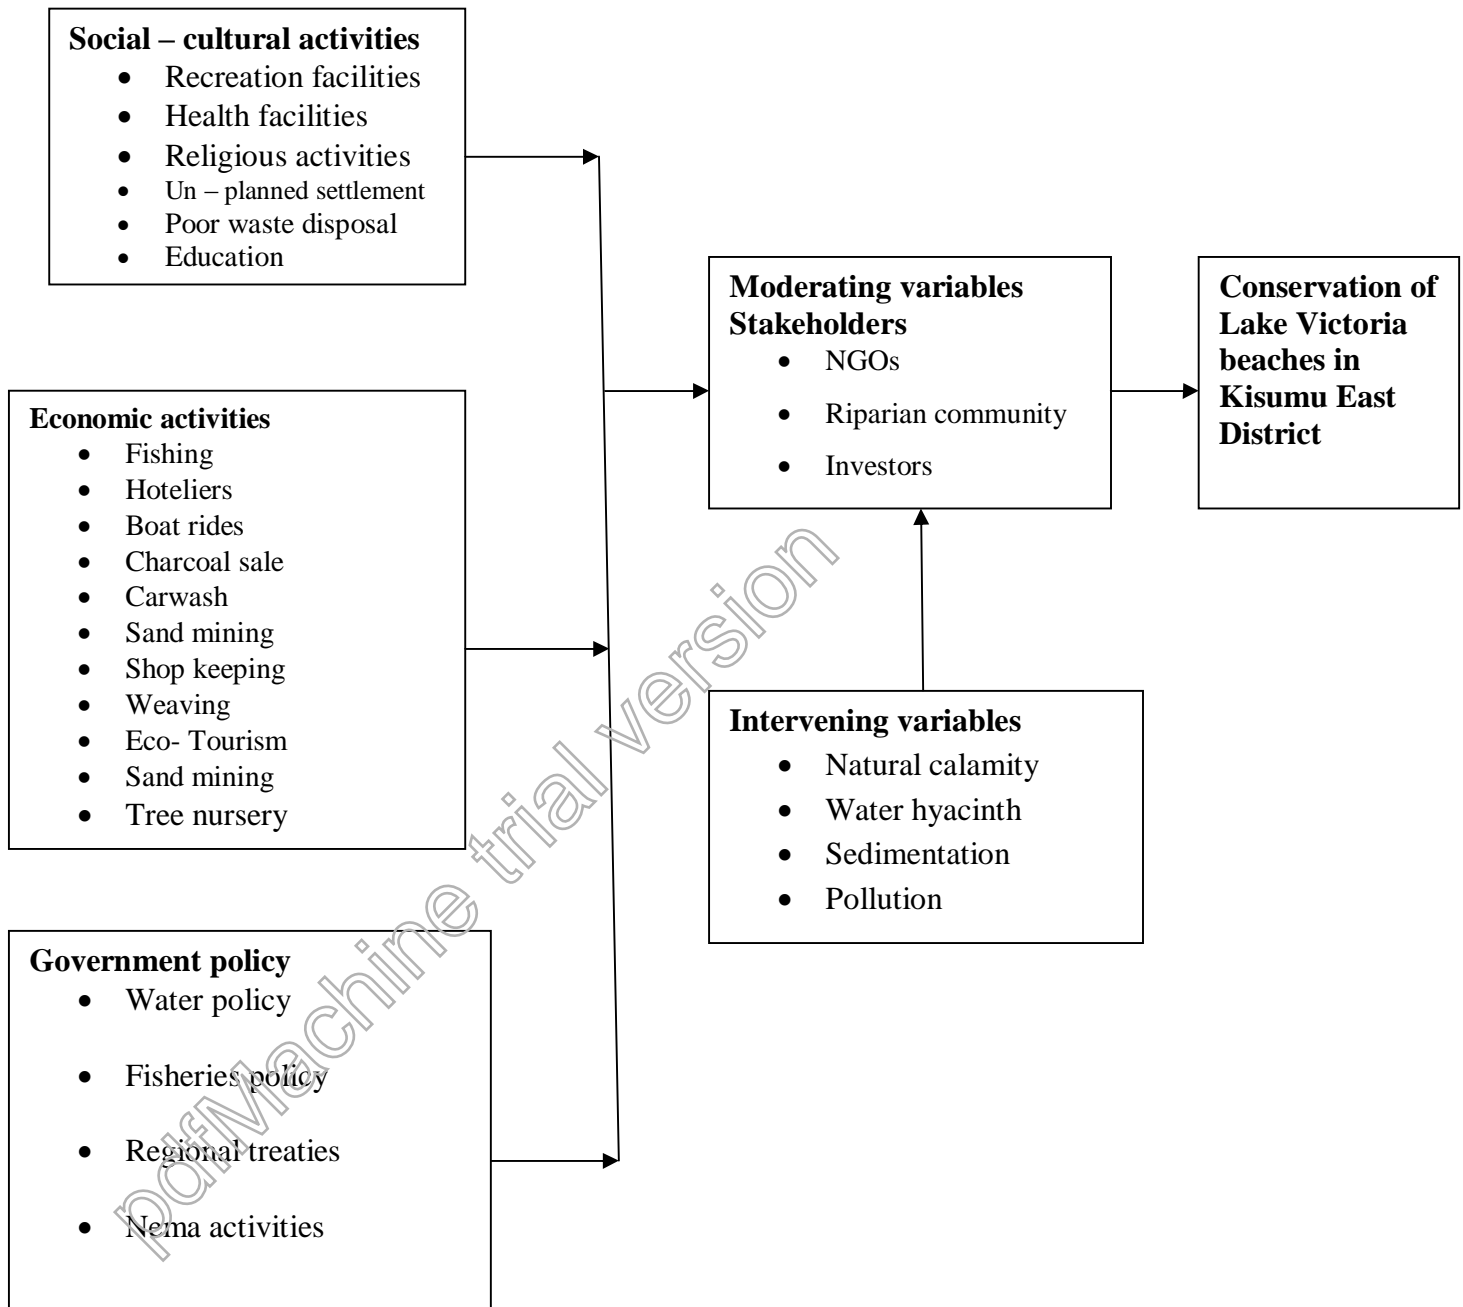 Social – cultural activities
• Recreation facilities
• Health facilities
• Religious activities
• Un – planned settlement
• Poor waste disposal
• Education
Economic activities
• Fishing
• Hoteliers
• Boat rides
• Charcoal sale
• Carwash
• Sand mining
• Shop keeping
• Weaving
• Eco- Tourism
• Sand mining
• Tree nursery
Government policy
• Water policy
• Fisheries policy
• Regional treaties
• Nema activities
Moderating variables
Stakeholders
• NGOs
• Riparian community
• Investors
Intervening variables
• Natural calamity
• Water hyacinth
• Sedimentation
• Pollution
Conservation of
Lake Victoria
beaches in
Kisumu East
District
pdfMachine trial version